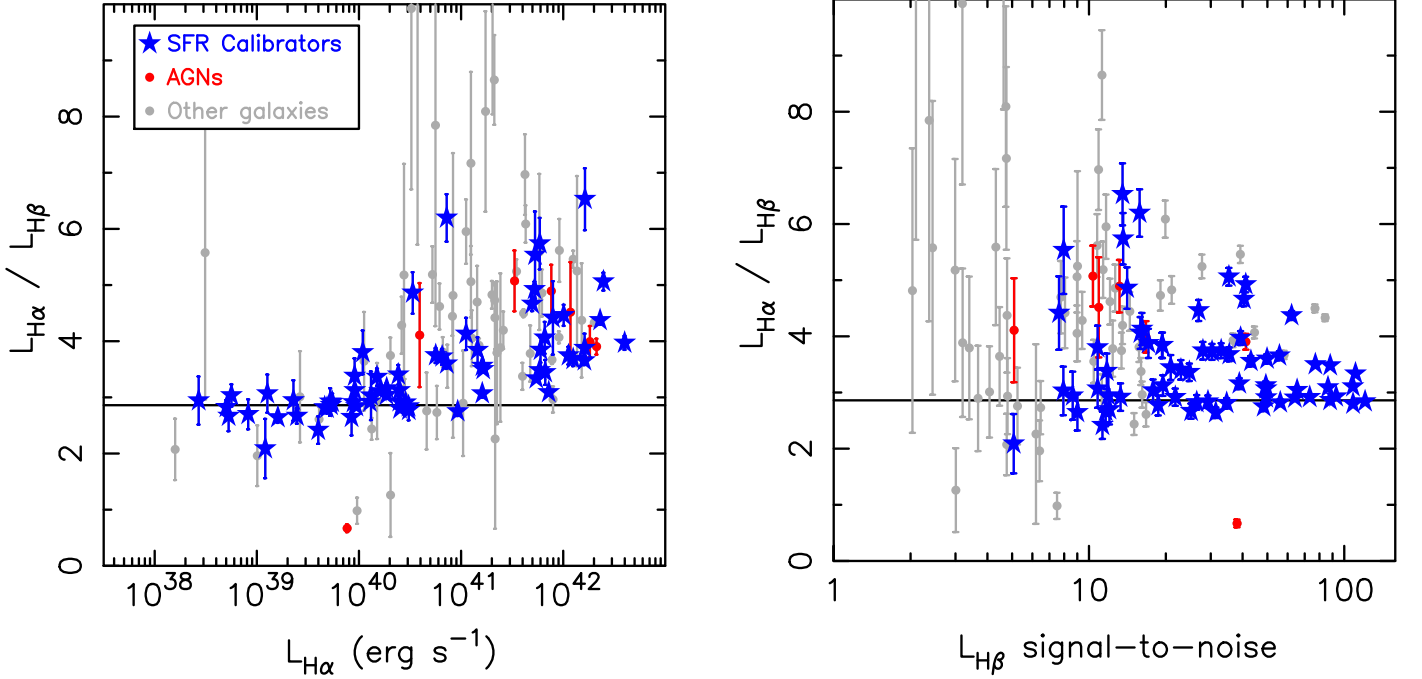 SFR Calibrators
AGNs
Other galaxies
L_Hα / L_Hβ
0
2
4
6
8
10^38
10^39
10^40
10^41
10^42
L_Hα (erg s^−1)
L_Hα / L_Hβ
0
2
4
6
8
1
10
100
L_Hβ signal−to−noise